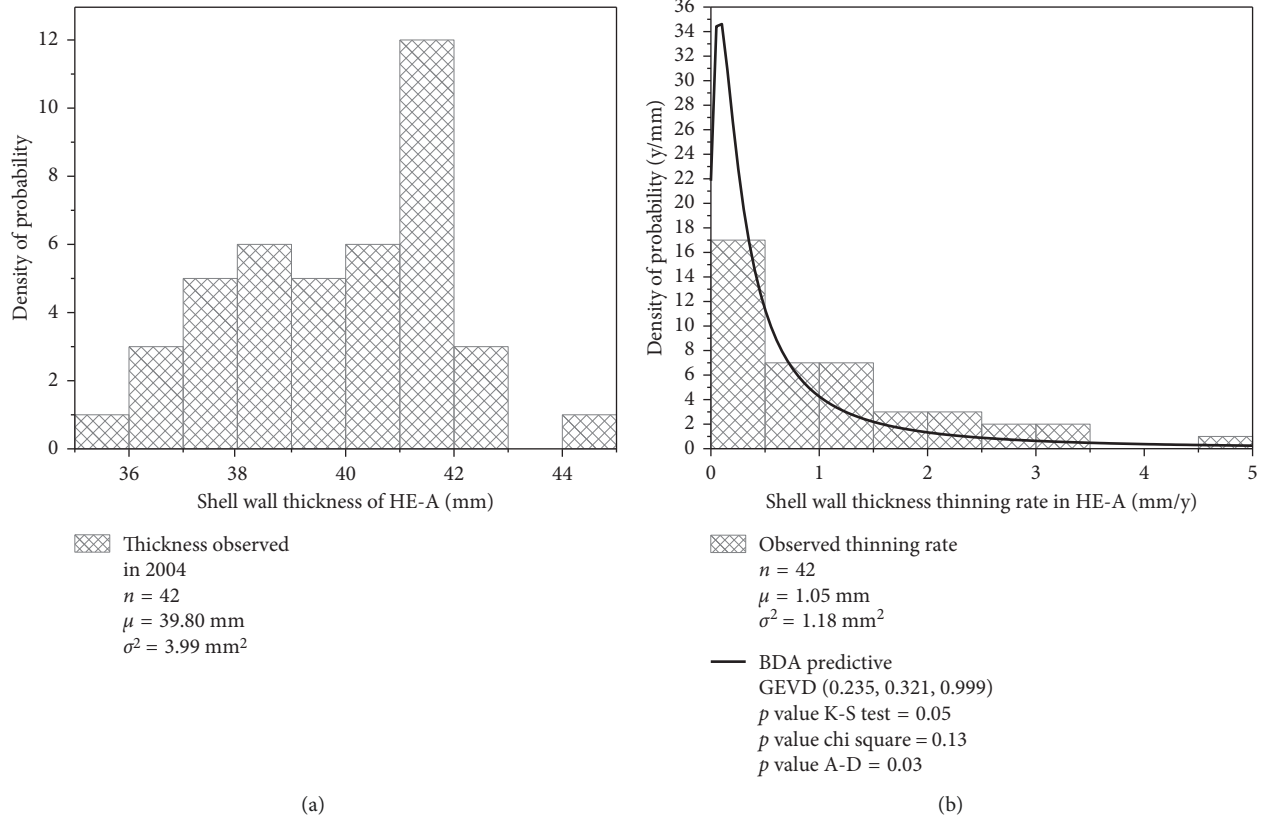 12
10
8
6
4
2
0
Density of probability
36
38
40
42
44
Shell wall thickness of HE-A (mm)
Thickness observed
in 2004
n = 42
μ = 39.80 mm
σ² = 3.99 mm²
(a)
36
34
32
30
28
26
24
22
20
18
16
14
12
10
8
6
4
2
0
Density of probability (y/mm)
0
1
2
3
4
5
Shell wall thickness thinning rate in HE-A (mm/y)
Observed thinning rate
n = 42
μ = 1.05 mm
σ² = 1.18 mm²
BDA predictive
GEVD (0.235, 0.321, 0.999)
p value K-S test = 0.05
p value chi square = 0.13
p value A-D = 0.03
(b)